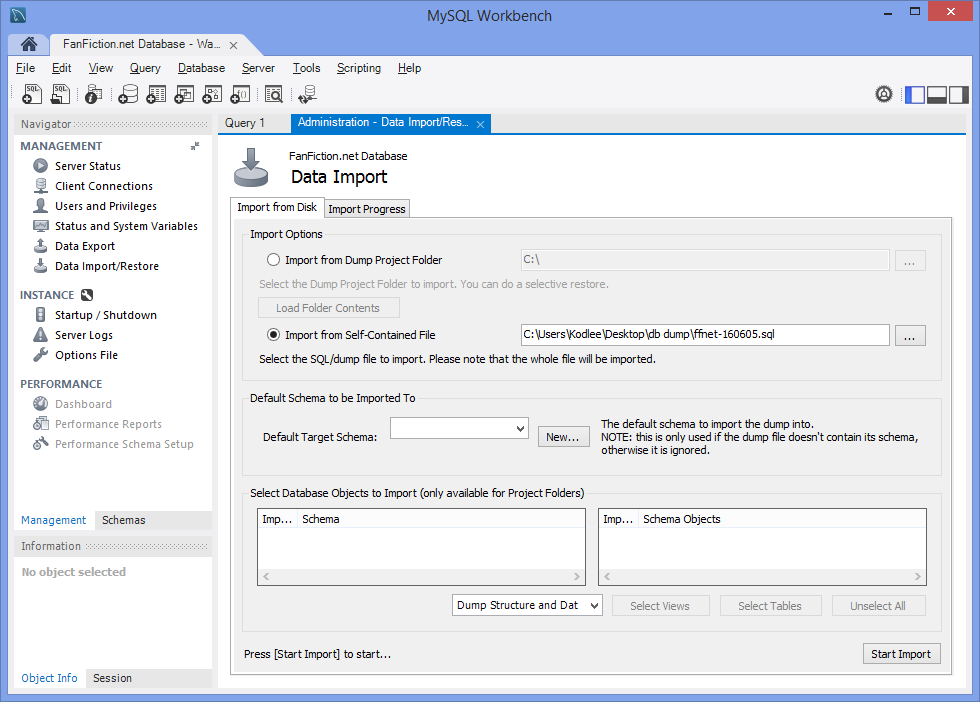 MySQL Workbench
FanFiction.net Database - Wa...
File Edit View Query Database Server Tools Scripting Help
Navigator
MANAGEMENT
Server Status
Client Connections
Users and Privileges
Status and System Variables
Data Export
Data Import/Restore
INSTANCE
Startup / Shutdown
Server Logs
Options File
PERFORMANCE
Dashboard
Performance Reports
Performance Schema Setup
Management Schemas
Information
No object selected
Object Info Session
Query 1 Administration - Data Import/Res...
FanFiction.net Database
Data Import
Import from Disk Import Progress
Import Options
Import from Dump Project Folder C:\ ...
Select the Dump Project Folder to import. You can do a selective restore.
Load Folder Contents
Import from Self-Contained File C:\Users\Kodlee\Desktop\db dump\ffnet-160605.sql ...
Select the SQL/dump file to import. Please note that the whole file will be imported.
Default Schema to be Imported To
Default Target Schema: New...
The default schema to import the dump into.
NOTE: this is only used if the dump file doesn't contain its schema,
otherwise it is ignored.
Select Database Objects to Import (only available for Project Folders)
Imp... Schema Imp... Schema Objects
Dump Structure and Dat Select Views Select Tables Unselect All
Press [Start Import] to start... Start Import